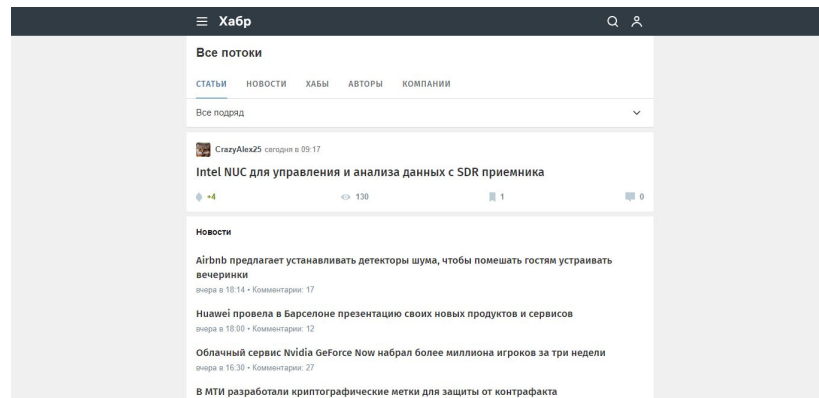 Хабр
Все потоки
СТАТЬИ НОВОСТИ ХАБЫ АВТОРЫ КОМПАНИИ
Все подряд
CrazyAlex25 сегодня в 09:17
Intel NUC для управления и анализа данных с SDR приемника
+4 130 1 0
Новости
Airbnb предлагает устанавливать детекторы шума, чтобы помешать гостям устраивать
вечеринки
вчера в 18:14 • Комментарии: 17
Huawei провела в Барселоне презентацию своих новых продуктов и сервисов
вчера в 18:00 • Комментарии: 12
Облачный сервис Nvidia GeForce Now набрал более миллиона игроков за три недели
вчера в 16:30 • Комментарии: 27
В МТИ разработали криптографические метки для защиты от контрафакта